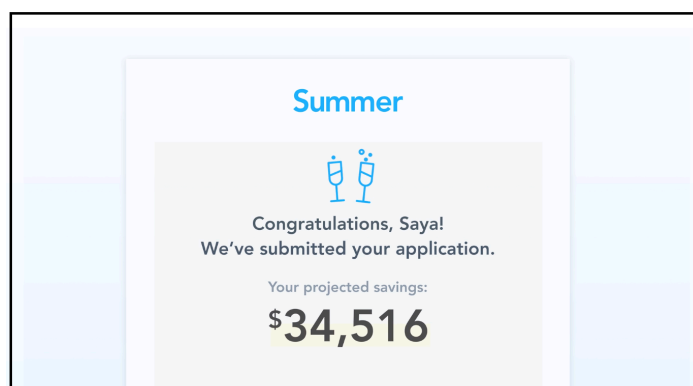 Summer
Congratulations, Saya!
We've submitted your application.
Your projected savings:
$34,516